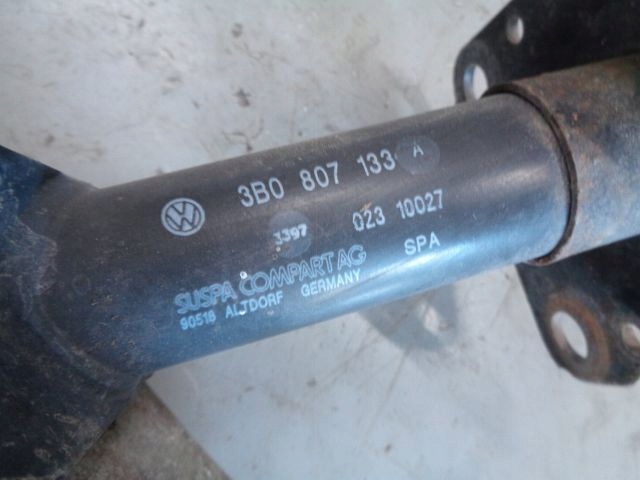 3B0 807 133 A
3397 023 10027
SUSPA COMPART AG SPA
90518 ALTDORF GERMANY